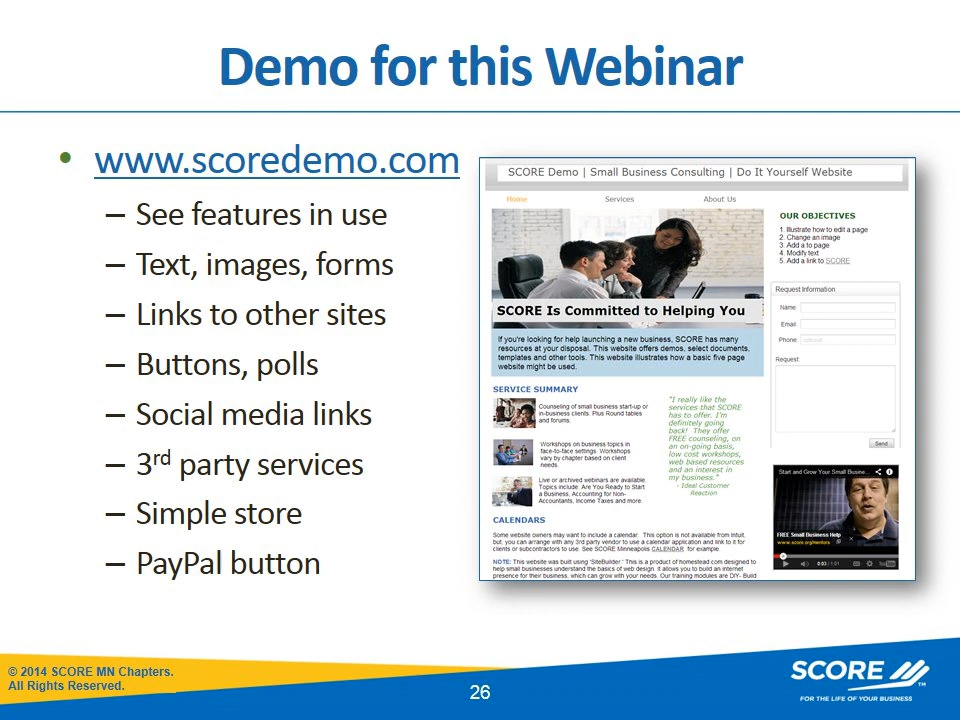 Demo for this Webinar
• www.scoredemo.com
– See features in use
– Text, images, forms
– Links to other sites
– Buttons, polls
– Social media links
– 3rd party services
– Simple store
– PayPal button
SCORE Demo | Small Business Consulting | Do It Yourself Website
Home Services About Us
SCORE Is Committed to Helping You
If you're looking for help launching a new business, SCORE has many
resources at your disposal. This website offers demos, select documents,
templates and other tools. This website illustrates how a basic five page
website might be used.
SERVICE SUMMARY
Counseling of small business start-up or
in-business clients. Plus Round tables
and forums.
Workshops on business topics in
face-to-face settings. Workshops
vary by chapter based on client
needs.
Live or archived webinars are available.
Topics include: Are You Ready to Start
a Business, Accounting for Non-
Accountants, Income Taxes and more.
"I really like the
services that SCORE
has to offer. I'm
definitely going
back! They offer
FREE counseling, on
an on-going basis,
low cost workshops,
web based resources
and an interest in
my business."
- Ideal Customer
Reaction
CALENDARS
Some website owners may want to include a calendar. This option is not available from Intuit,
but, you can arrange with any 3rd party vendor to use a calendar application and link to it for
clients or subcontractors to use. See SCORE Minneapolis CALENDAR for example.
NOTE: This website was built using "SiteBuilder." This is a product of homestead.com designed to
help small businesses understand the basics of web design. It allows you to build an internet
presence for their business, which can grow with your needs. Our training modules are DIY- Build
OUR OBJECTIVES
1. Illustrate how to edit a page
2. Change an image
3. Add a to page
4. Modify text
5. Add a link to SCORE
Request Information
Name:
Email:
Phone: optional
Request:
Send
Start and Grow Your Small Busine...
FREE Small Business Help
www.score.org/mentors
0:03 / 1:01
YouTube
© 2014 SCORE MN Chapters.
All Rights Reserved.
26
SCORE TM
FOR THE LIFE OF YOUR BUSINESS